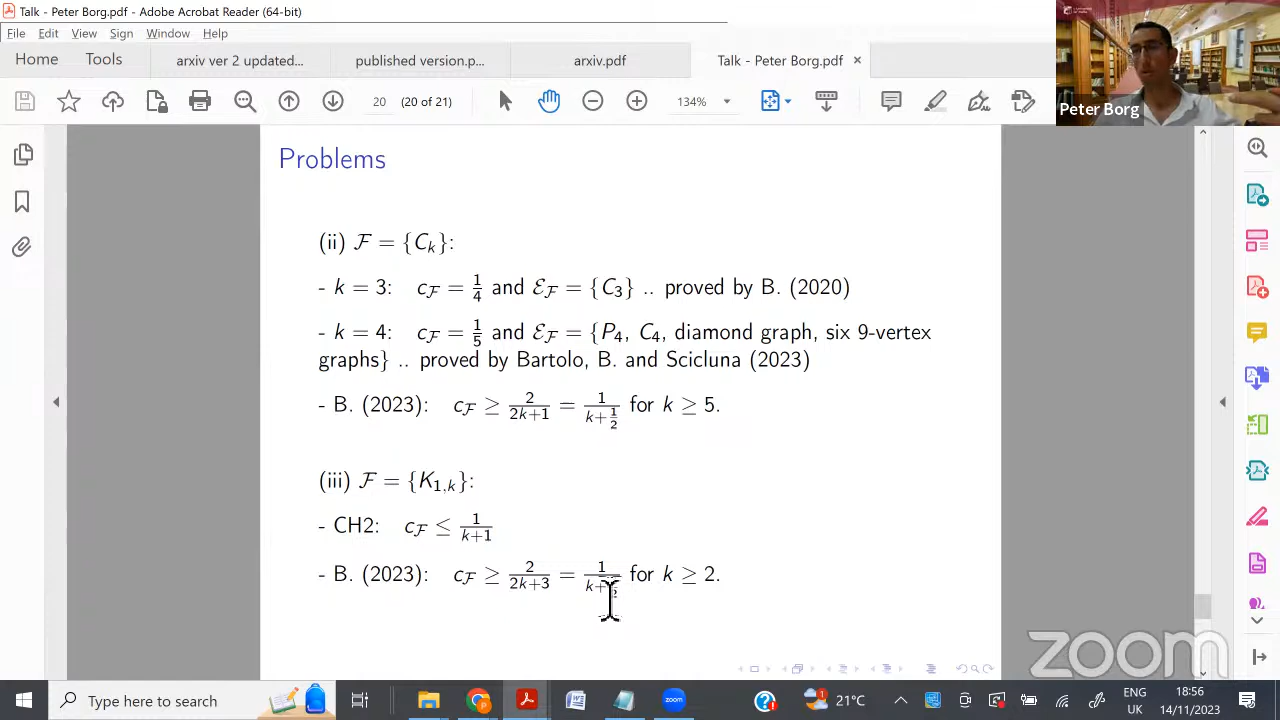 Talk - Peter Borg.pdf - Adobe Acrobat Reader (64-bit)
File Edit View Sign Window Help
Home Tools arxiv ver 2 updated... published version.p... arxiv.pdf Talk - Peter Borg.pdf ×
20 (20 of 21) 134%
Peter Borg
Problems
(ii) ℱ = {C_k}:
- k = 3: c_ℱ = 1/4 and ℰ_ℱ = {C_3} .. proved by B. (2020)
- k = 4: c_ℱ = 1/5 and ℰ_ℱ = {P_4, C_4, diamond graph, six 9-vertex
graphs} .. proved by Bartolo, B. and Scicluna (2023)
- B. (2023): c_ℱ ≥ 2/(2k+1) = 1/(k+1/2) for k ≥ 5.
(iii) ℱ = {K_{1,k}}:
- CH2: c_ℱ ≤ 1/(k+1)
- B. (2023): c_ℱ ≥ 2/(2k+3) = 1/(k+ for k ≥ 2.
zoom
Type here to search
zoom
1 21°C
ENG
UK
18:56
14/11/2023